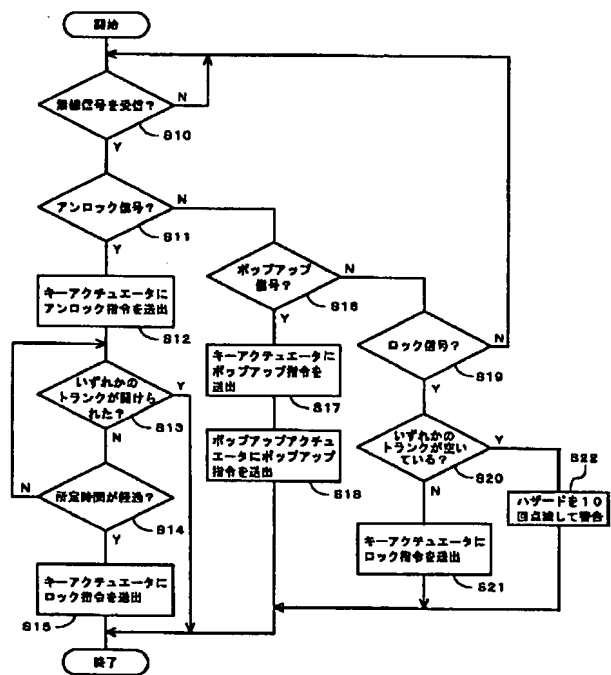 開始
無線信号を受信?
N
S10
Y
アンロック信号?
N
S11
Y
キーアクチュエータに
アンロック指令を送出
S12
いずれかの
トランクが開けら
れた?
Y
S13
N
所定時間が経過?
N
S14
Y
キーアクチュエータに
ロック指令を送出
S15
終了
ポップアップ
信号?
N
S16
Y
キーアクチュエータに
ポップアップ指令を
送出
S17
ポップアップアクチュ
エータにポップアップ
指令を送出
S18
ロック信号?
N
S19
Y
いずれかの
トランクが空い
ている?
Y
S20
N
キーアクチュエータに
ロック指令を送出
S21
S22
ハザードを10
回点滅して警告